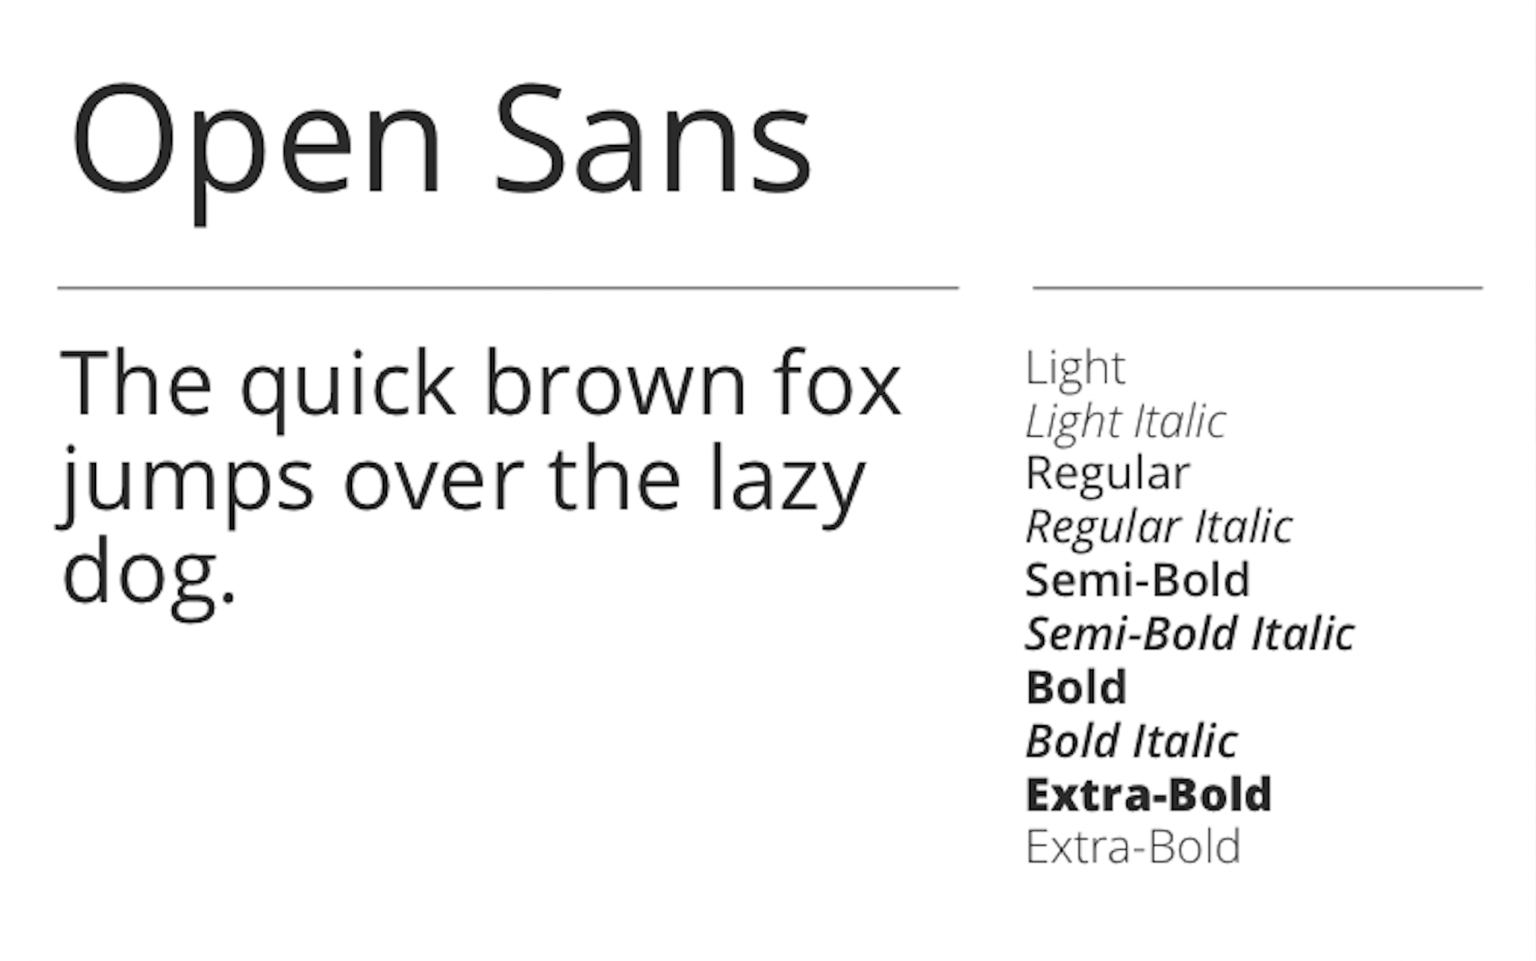 Open Sans
The quick brown fox
jumps over the lazy
dog.
Light
Light Italic
Regular
Regular Italic
Semi-Bold
Semi-Bold Italic
Bold
Bold Italic
Extra-Bold
Extra-Bold